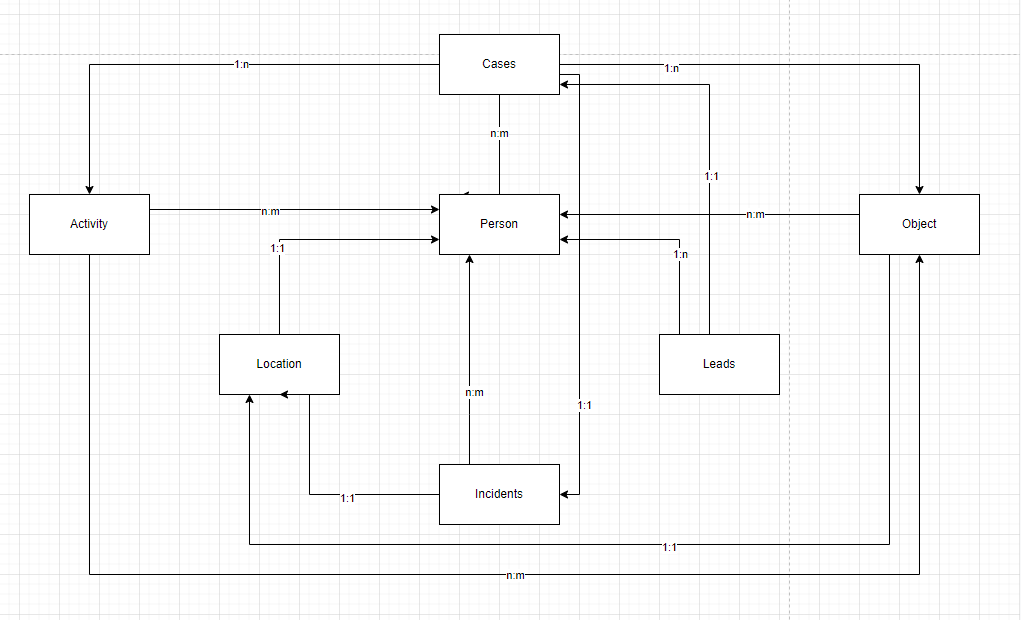 Cases
1:n
1:n
n:m
1:1
Activity
Person
Object
n:m
n:m
1:1
1:n
Location
Leads
n:m
1:1
Incidents
1:1
1:1
n:m